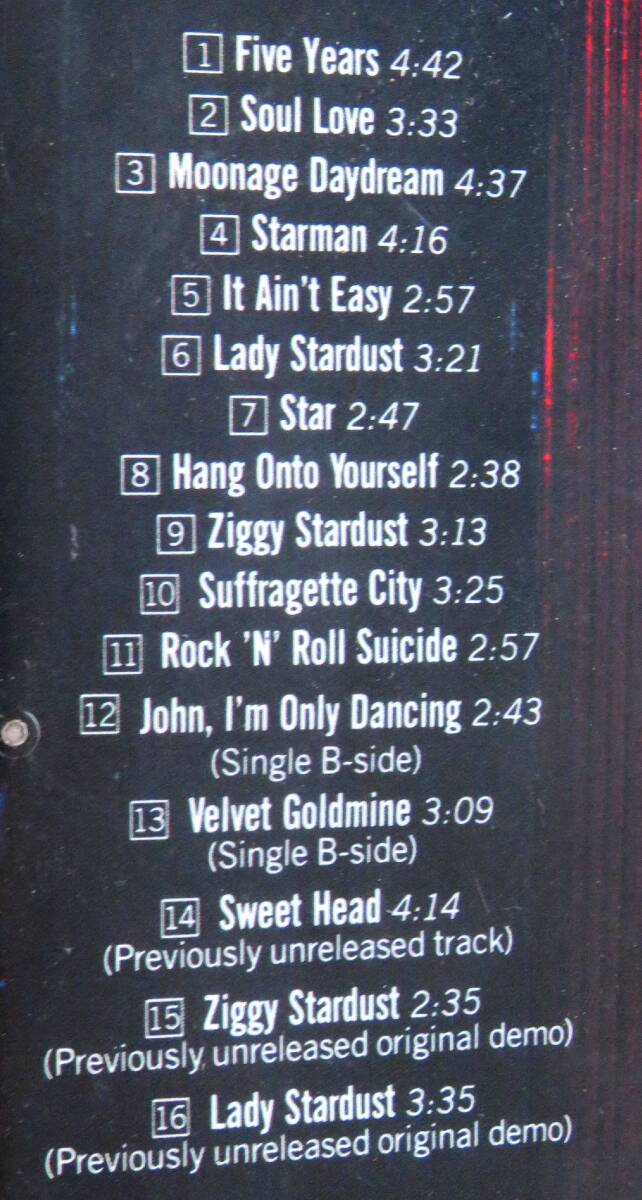 1 Five Years 4:42
2 Soul Love 3:33
3 Moonage Daydream 4:37
4 Starman 4:16
5 It Ain't Easy 2:57
6 Lady Stardust 3:21
7 Star 2:47
8 Hang Onto Yourself 2:38
9 Ziggy Stardust 3:13
10 Suffragette City 3:25
11 Rock 'N' Roll Suicide 2:57
12 John, I'm Only Dancing 2:43
(Single B-side)
13 Velvet Goldmine 3:09
(Single B-side)
14 Sweet Head 4:14
(Previously unreleased track)
15 Ziggy Stardust 2:35
(Previously unreleased original demo)
16 Lady Stardust 3:35
(Previously unreleased original demo)